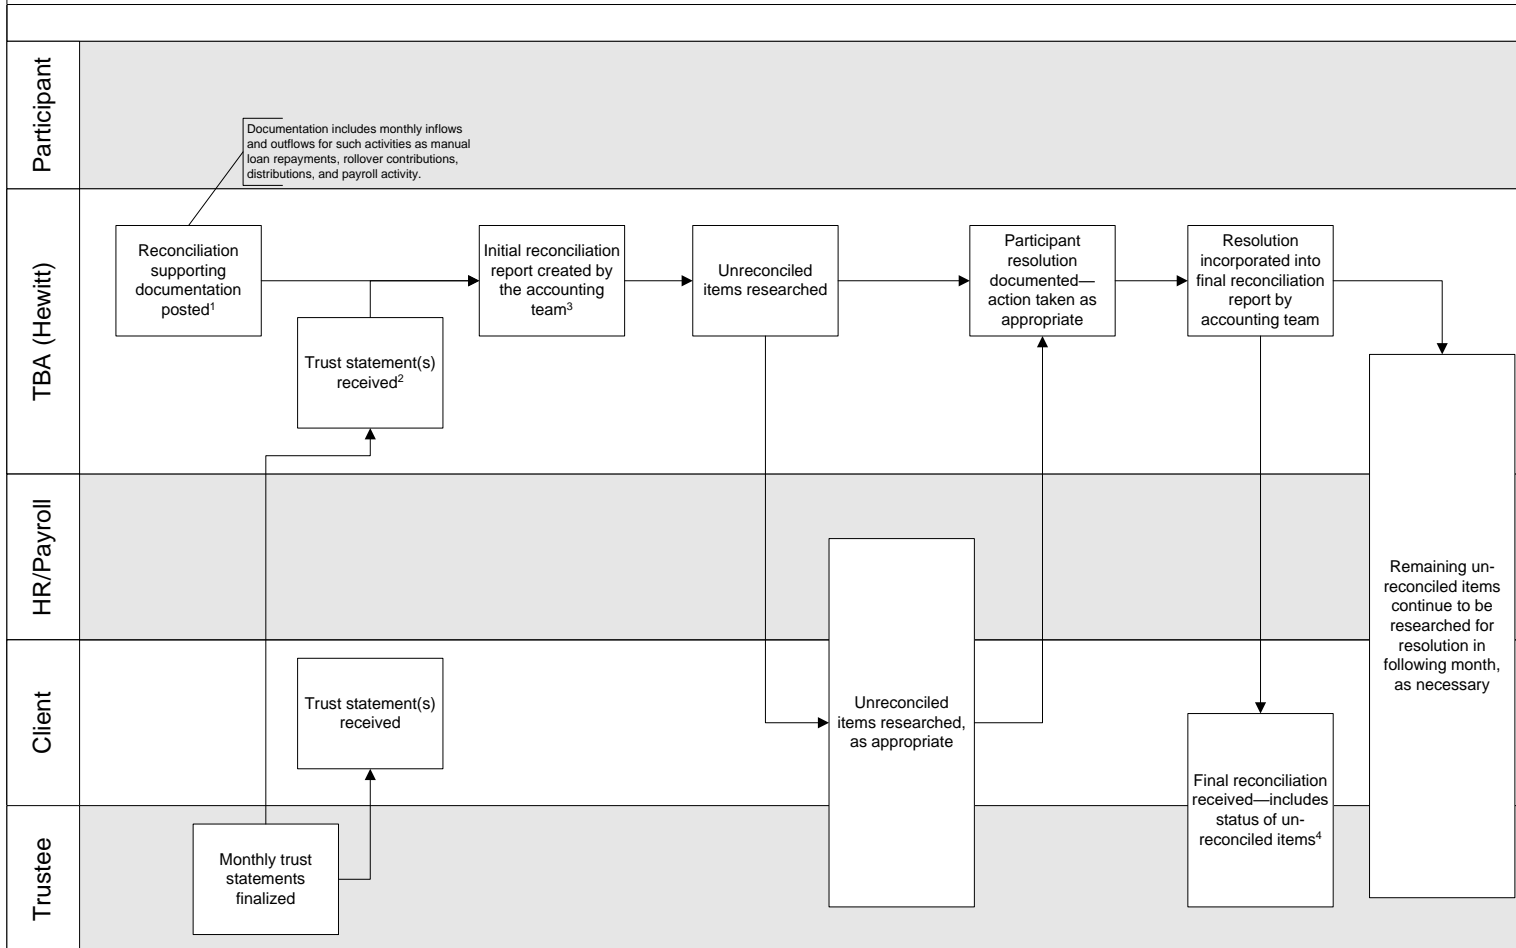 Participant
Documentation includes monthly inflows
and outflows for such activities as manual
loan repayments, rollover contributions,
distributions, and payroll activity.
TBA (Hewitt)
Reconciliation
supporting
documentation
posted¹
Trust statement(s)
received²
Initial reconciliation
report created by
the accounting
team³
Unreconciled
items researched
Participant
resolution
documented—
action taken as
appropriate
Resolution
incorporated into
final reconciliation
report by
accounting team
HR/Payroll
Remaining un-
reconciled items
continue to be
researched for
resolution in
following month,
as necessary
Client
Trust statement(s)
received
Unreconciled
items researched,
as appropriate
Final reconciliation
received—includes
status of un-
reconciled items⁴
Trustee
Monthly trust
statements
finalized